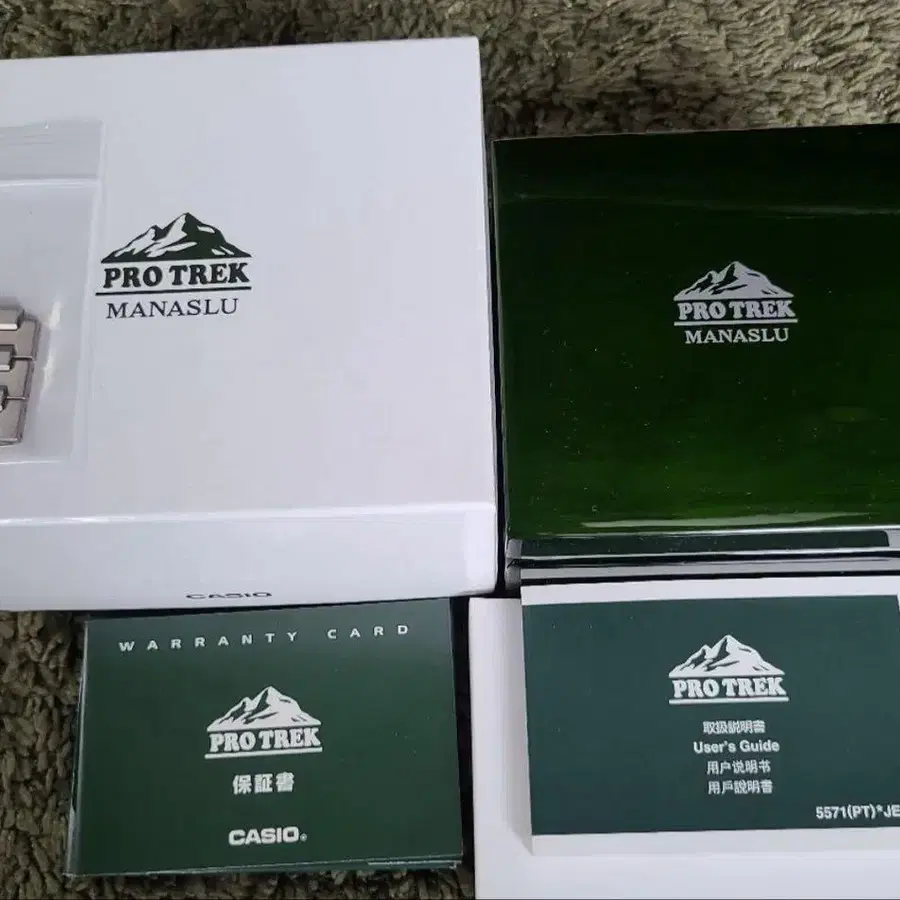 PRO TREK
MANASLU
CASIO
PRO TREK
MANASLU
WARRANTY CARD
PRO TREK
保証書
CASIO®
PRO TREK
取扱説明書
User's Guide
用户说明书
用戶說明書
5571(PT)*JE